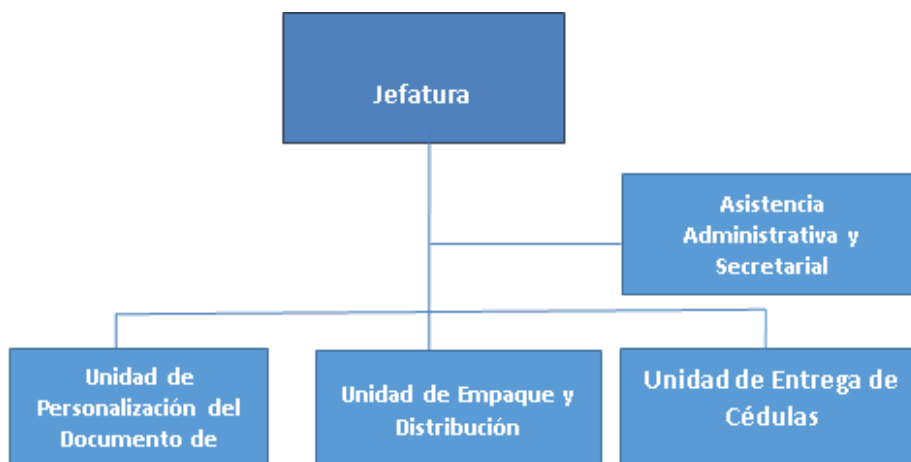 Jefatura
Asistencia
Administrativa y
Secretarial
Unidad de
Personalización del
Documento de
Unidad de Empaque y
Distribución
Unidad de Entrega de
Cédulas